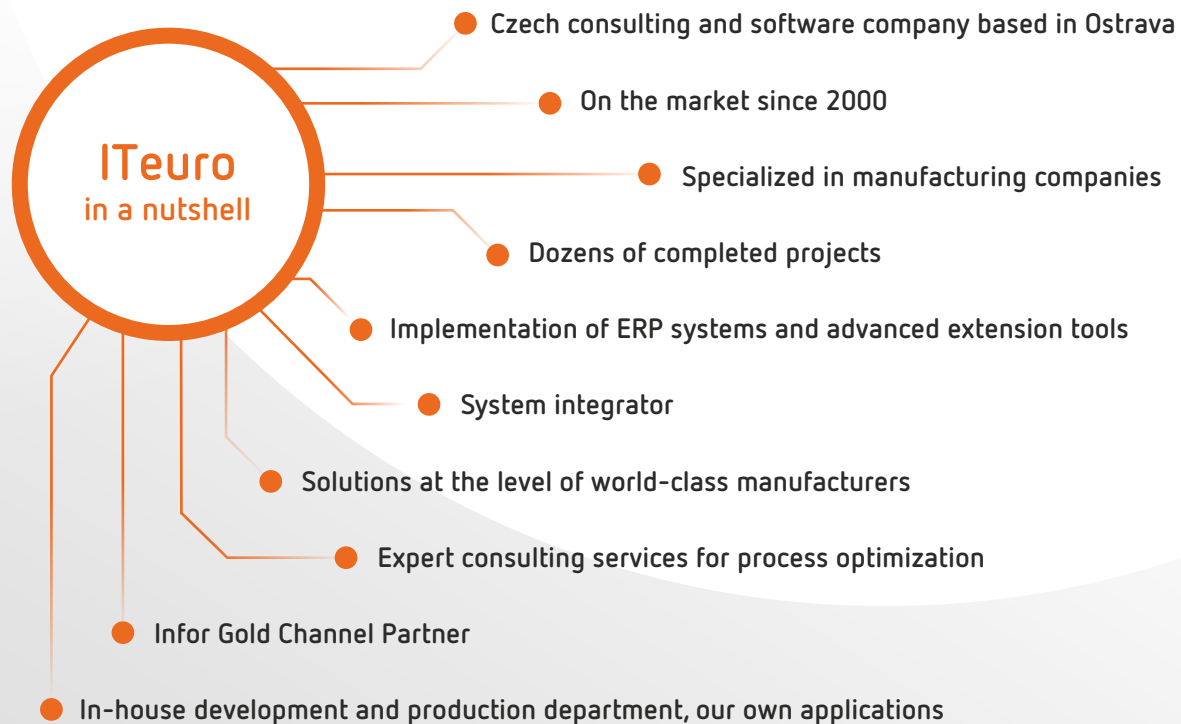 Czech consulting and software company based in Ostrava
On the market since 2000
ITeuro
in a nutshell
Specialized in manufacturing companies
Dozens of completed projects
Implementation of ERP systems and advanced extension tools
System integrator
Solutions at the level of world-class manufacturers
Expert consulting services for process optimization
Infor Gold Channel Partner
In-house development and production department, our own applications